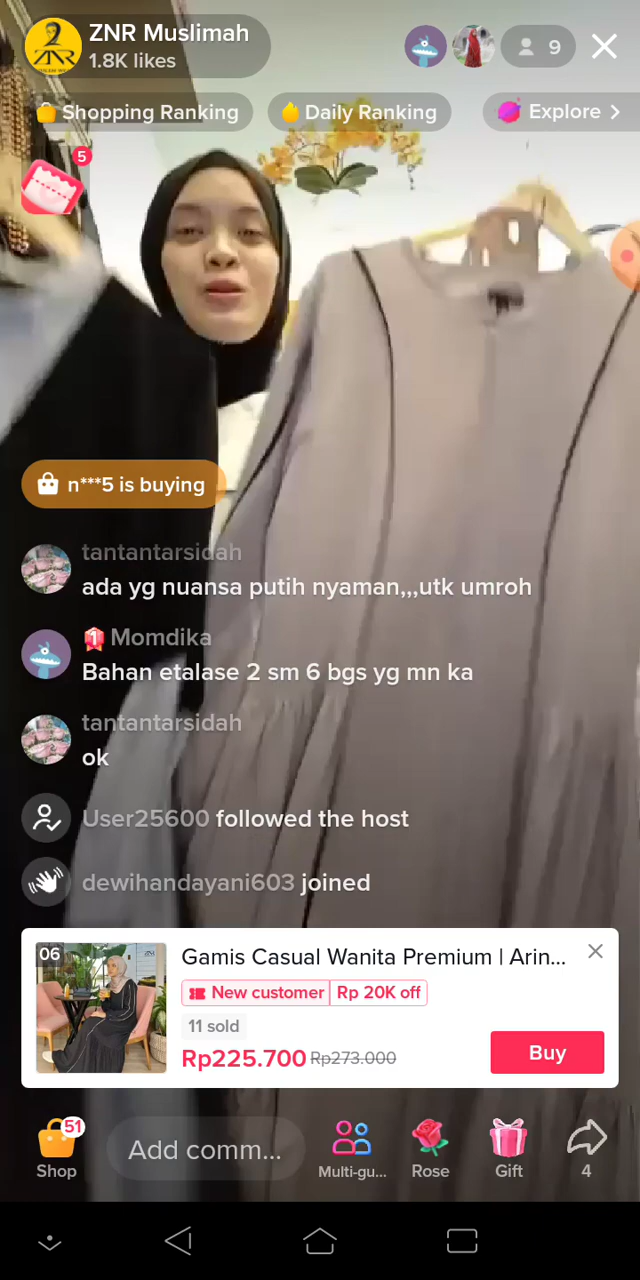 ZNR Muslimah
1.8K likes
9
Shopping Ranking
Daily Ranking
Explore
5
ZNR
n***5 is buying
tantantarsidah
ada yg nuansa putih nyaman,,,utk umroh
1 Momdika
Bahan etalase 2 sm 6 bgs yg mn ka
tantantarsidah
ok
User25600 followed the host
dewihandayani603 joined
06
Gamis Casual Wanita Premium | Arin...
New customer Rp 20K off
11 sold
Rp225.700 Rp273.000
Buy
51
Shop
Add comm...
Multi-gu...
Rose
Gift
4